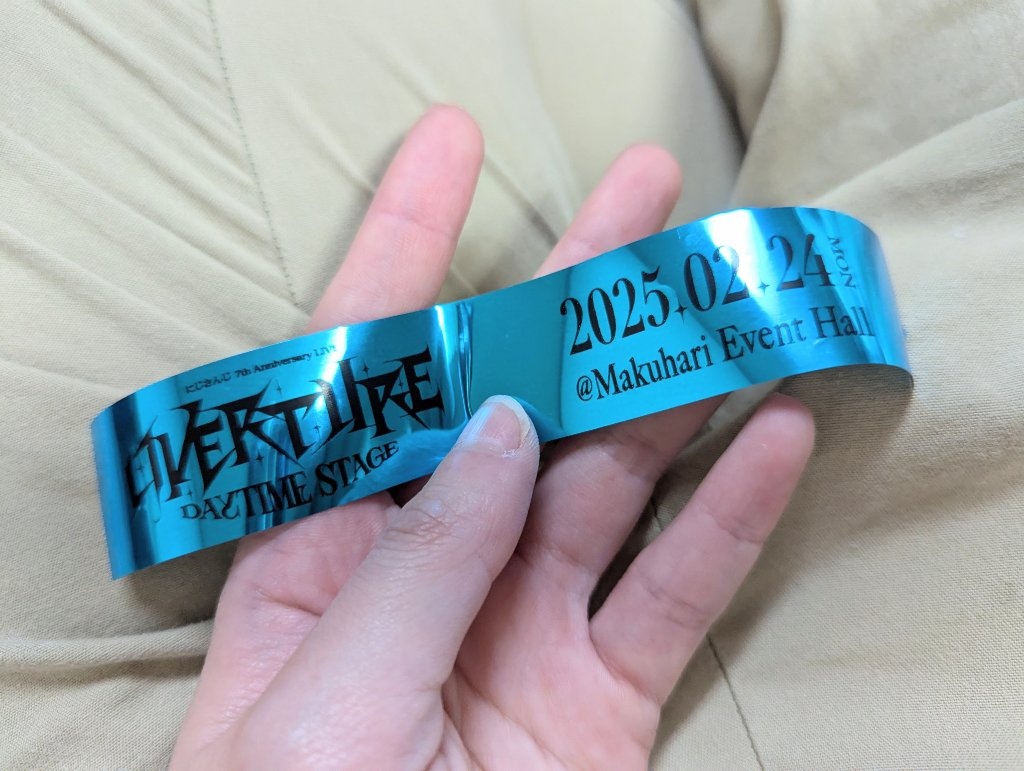 にじさんじ 7th Anniversary LIVE
OVERTURE
DAYTIME STAGE
2025.02.24 MON
@Makuhari Event Hall